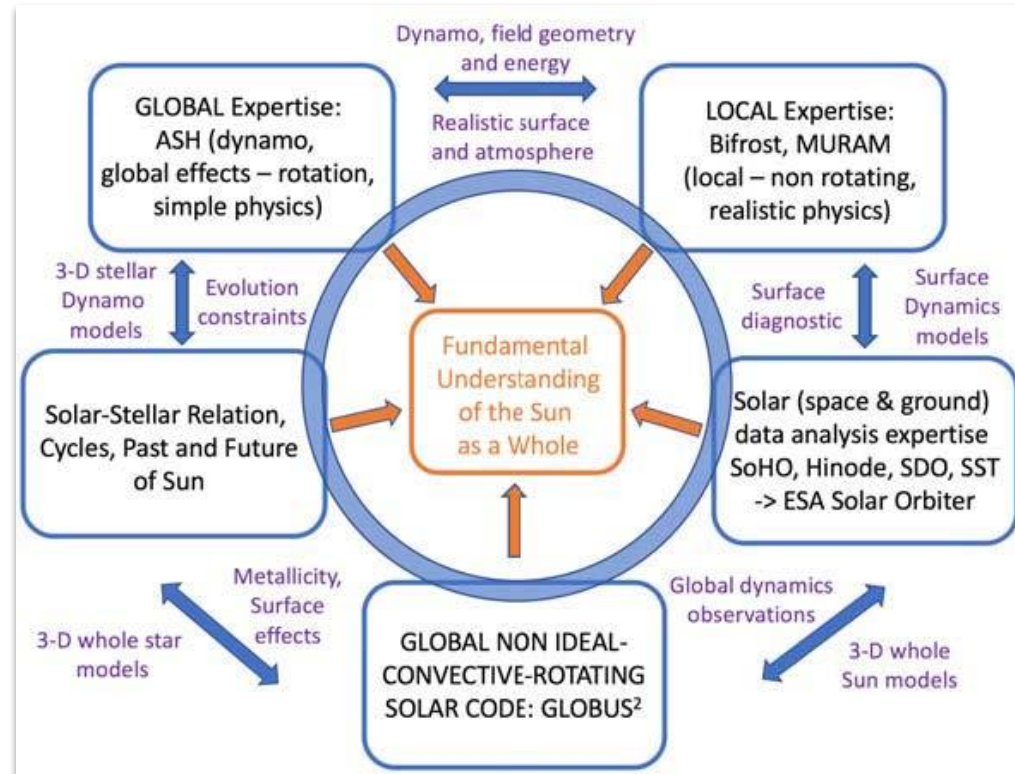 Dynamo, field geometry
and energy
GLOBAL Expertise:
ASH (dynamo,
global effects – rotation,
simple physics)
Realistic surface
and atmosphere
LOCAL Expertise:
Bifrost, MURAM
(local – non rotating,
realistic physics)
3-D stellar
Dynamo
models
Evolution
constraints
Surface
diagnostic
Surface
Dynamics
models
Fundamental
Understanding
of the Sun
as a Whole
Solar-Stellar Relation,
Cycles, Past and Future
of Sun
Solar (space & ground)
data analysis expertise
SoHO, Hinode, SDO, SST
-> ESA Solar Orbiter
Metallicity,
Surface
effects
3-D whole star
models
GLOBAL NON IDEAL-
CONVECTIVE-ROTATING
SOLAR CODE: GLOBUS²
Global dynamics
observations
3-D whole
Sun models